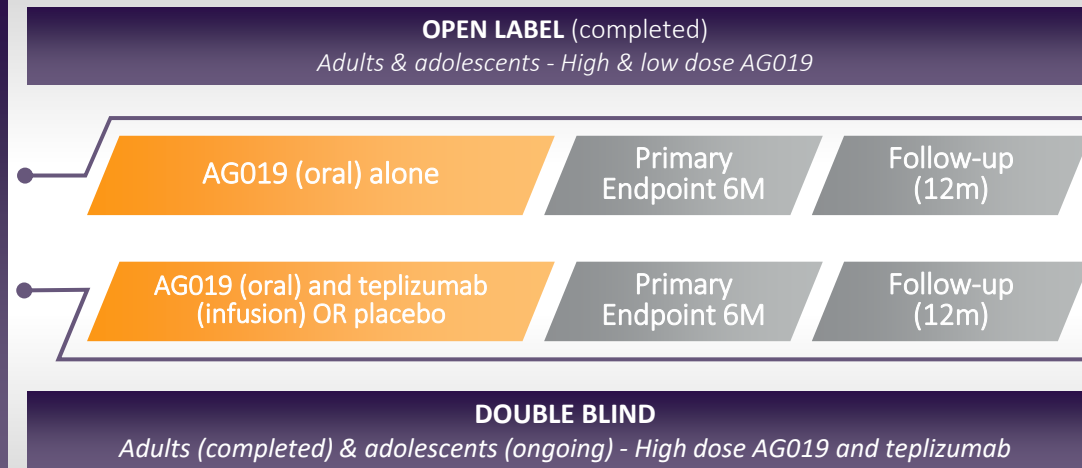 OPEN LABEL (completed)
Adults & adolescents - High & low dose AG019
AG019 (oral) alone
Primary
Endpoint 6M
Follow-up
(12m)
AG019 (oral) and teplizumab
(infusion) OR placebo
Primary
Endpoint 6M
Follow-up
(12m)
DOUBLE BLIND
Adults (completed) & adolescents (ongoing) - High dose AG019 and teplizumab